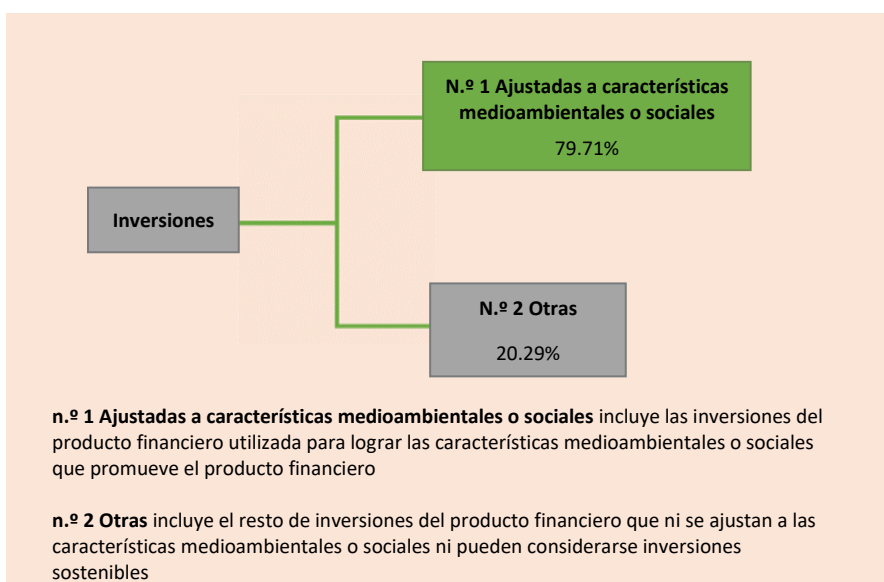 N.º 1 Ajustadas a características
medioambientales o sociales
79.71%
Inversiones
N.º 2 Otras
20.29%
n.º 1 Ajustadas a características medioambientales o sociales incluye las inversiones del
producto financiero utilizada para lograr las características medioambientales o sociales
que promueve el producto financiero
n.º 2 Otras incluye el resto de inversiones del producto financiero que ni se ajustan a las
características medioambientales o sociales ni pueden considerarse inversiones
sostenibles